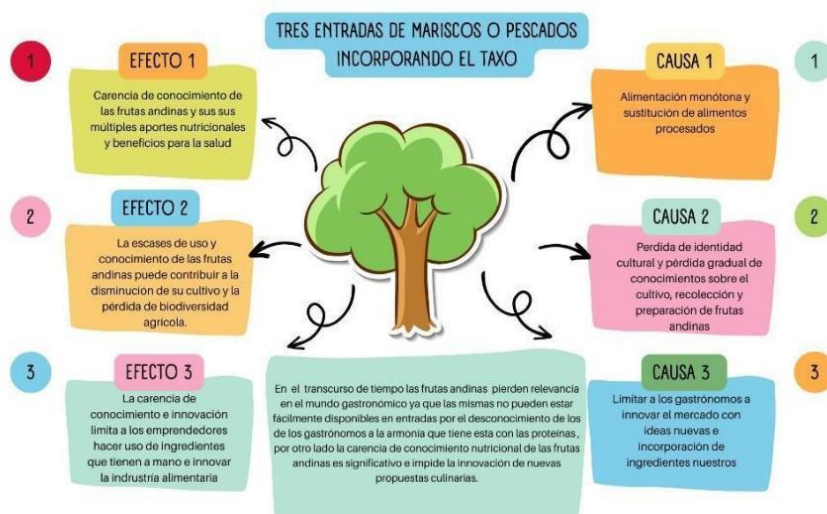 TRES ENTRADAS DE MARISCOS O PESCADOS
INCORPORANDO EL TAXO
1
EFECTO 1
Carencia de conocimiento de
las frutas andinas y sus sus
múltiples aportes nutricionales
y beneficios para la salud
CAUSA 1
1
Alimentación monótona y
sustitución de alimentos
procesados
2
EFECTO 2
La escases de uso y
conocimiento de las frutas
andinas puede contribuir a la
disminución de su cultivo y la
pérdida de biodiversidad
agrícola.
CAUSA 2
2
Perdida de identidad
cultural y pérdida gradual de
conocimientos sobre el
cultivo, recolección y
preparación de frutas
andinas
3
EFECTO 3
La carencia de
conocimiento e innovación
limita a los emprendedores
hacer uso de ingredientes
que tienen a mano e innovar
la indrustria alimentaria
En el transcurso de tiempo las frutas andinas pierden relevancia
en el mundo gastronómico ya que las mismas no pueden estar
fácilmente disponibles en entradas por el desconocimiento de los
de los gastrónomos a la armonía que tiene esta con las proteínas,
por otro lado la carencia de conocimiento nutricional de las frutas
andinas es significativo e impide la innovación de nuevas
propuestas culinarias.
CAUSA 3
3
Limitar a los gastrónomos a
innovar el mercado con
ideas nuevas e
incorporación de
ingredientes nuestros